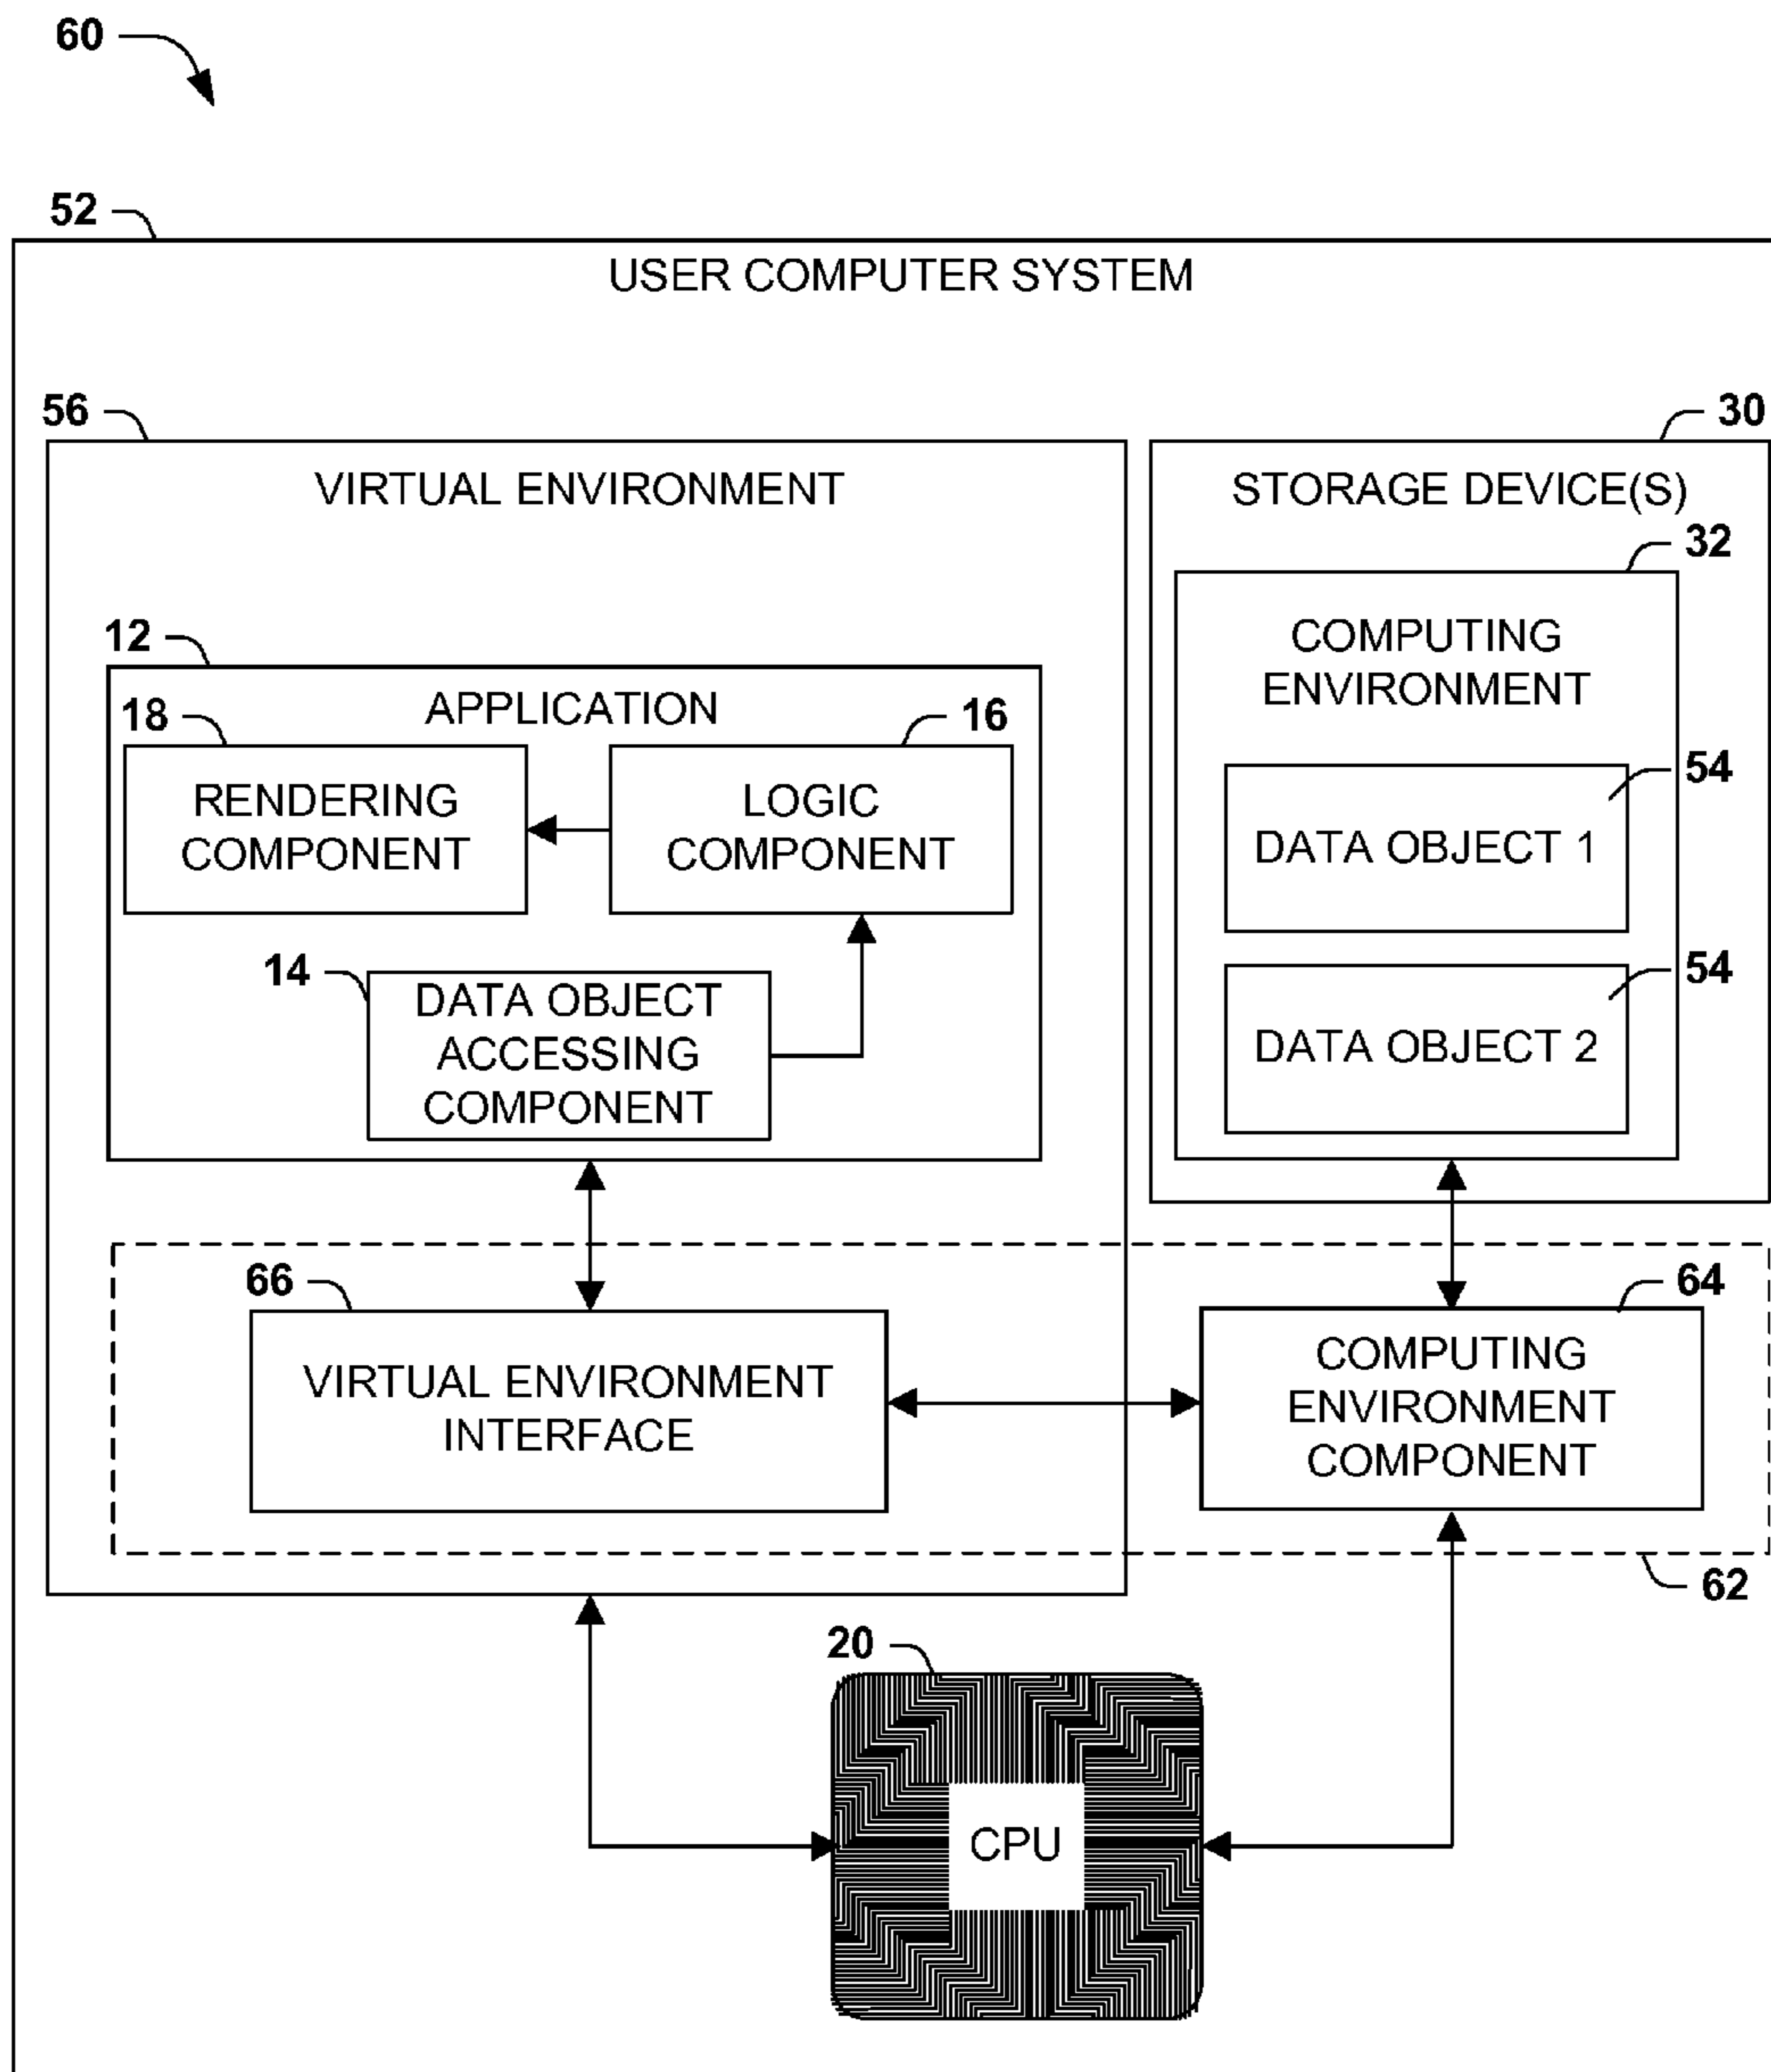 60
52
USER COMPUTER SYSTEM
56
30
VIRTUAL ENVIRONMENT
STORAGE DEVICE(S)
32
12
COMPUTING
ENVIRONMENT
APPLICATION
18
16
RENDERING
COMPONENT
LOGIC
COMPONENT
54
DATA OBJECT 1
14
DATA OBJECT
ACCESSING
COMPONENT
54
DATA OBJECT 2
66
VIRTUAL ENVIRONMENT
INTERFACE
64
COMPUTING
ENVIRONMENT
COMPONENT
62
20
CPU